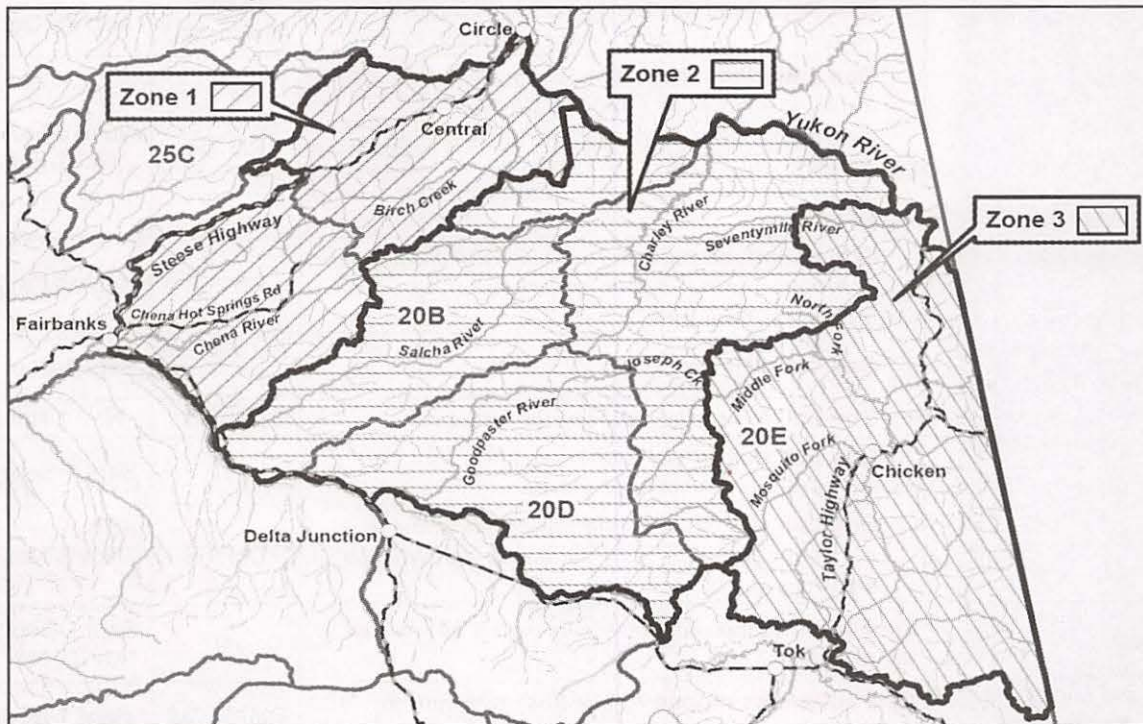 Circle
Zone 1
Zone 2
Central
Yukon River
25C
Birch Creek
Charley River
Seventymile River
Zone 3
Steese Highway
Chena Hot Springs Rd
Fairbanks
Chena River
20B
Salcha River
North Fork
Joseph Ck
Middle Fork
Goodpaster River
20E
Mosquito Fork
Chicken
20D
Taylor Highway
Delta Junction
Tok